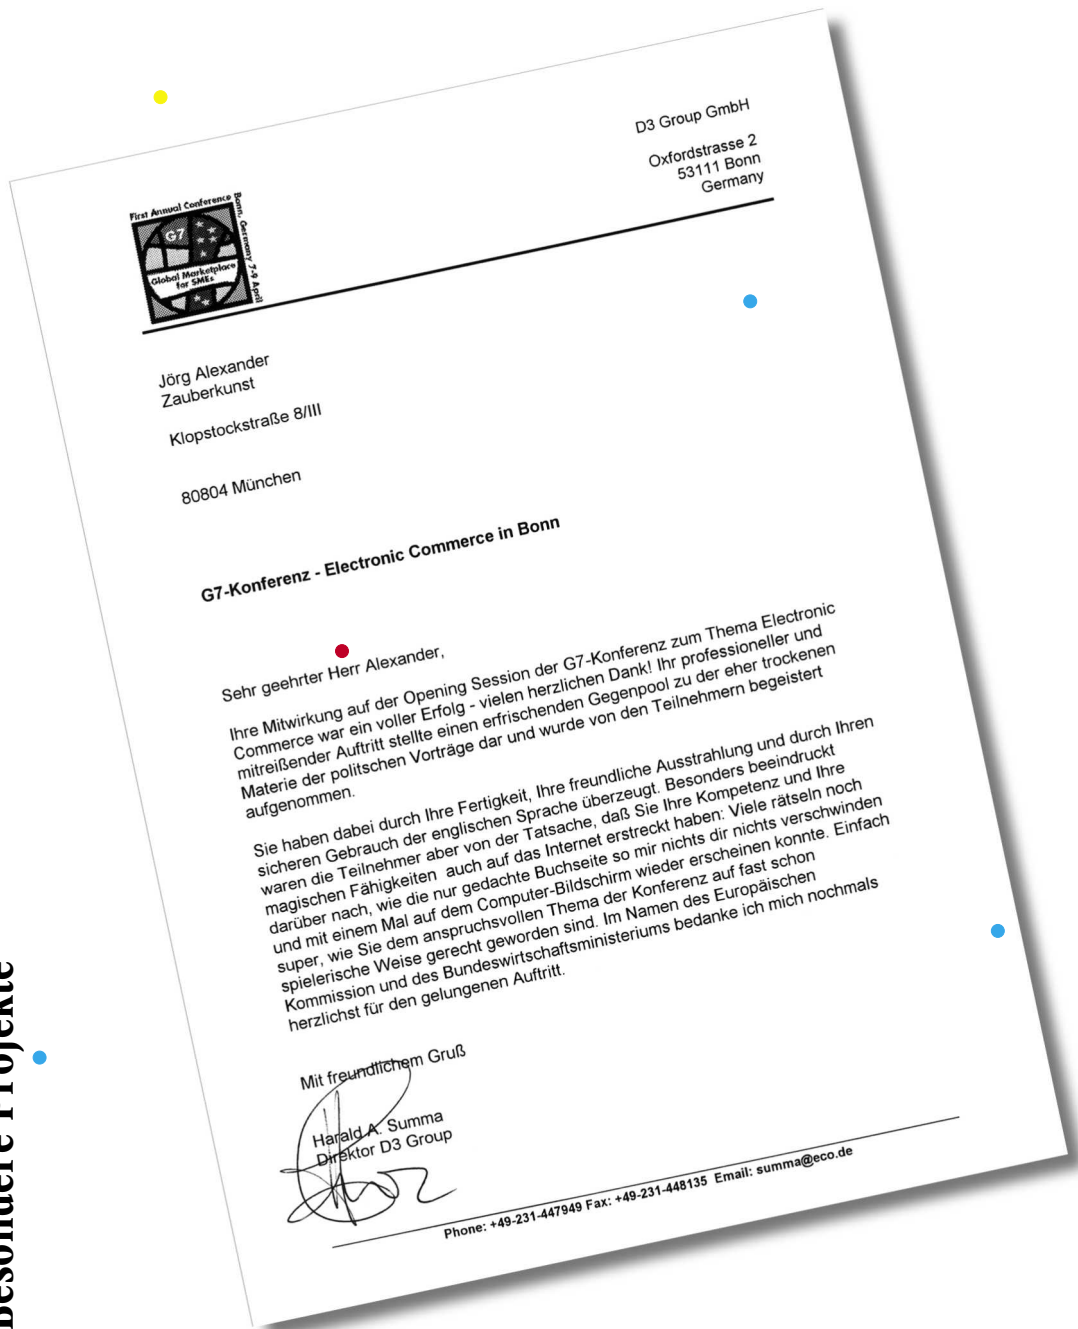 D3 Group GmbH
Oxfordstrasse 2
53111 Bonn
Germany
First Annual Conference
Bonn, Germany 7-9 April
G7
Global Marketplace
for SMEs
Jörg Alexander
Zauberkunst
Klopstockstraße 8/III
80804 München
G7-Konferenz - Electronic Commerce in Bonn
Sehr geehrter Herr Alexander,
Ihre Mitwirkung auf der Opening Session der G7-Konferenz zum Thema Electronic
Commerce war ein voller Erfolg - vielen herzlichen Dank! Ihr professioneller und
mitreißender Auftritt stellte einen erfrischenden Gegenpool zu der eher trockenen
Materie der politschen Vorträge dar und wurde von den Teilnehmern begeistert
aufgenommen.
Sie haben dabei durch Ihre Fertigkeit, Ihre freundliche Ausstrahlung und durch Ihren
sicheren Gebrauch der englischen Sprache überzeugt. Besonders beeindruckt
waren die Teilnehmer aber von der Tatsache, daß Sie Ihre Kompetenz und Ihre
magischen Fähigkeiten auch auf das Internet erstreckt haben: Viele rätseln noch
darüber nach, wie die nur gedachte Buchseite so mir nichts dir nichts verschwinden
und mit einem Mal auf dem Computer-Bildschirm wieder erscheinen konnte. Einfach
super, wie Sie dem anspruchsvollen Thema der Konferenz auf fast schon
spielerische Weise gerecht geworden sind. Im Namen des Europäischen
Kommission und des Bundeswirtschaftsministeriums bedanke ich mich nochmals
herzlichst für den gelungenen Auftritt.
Mit freundlichem Gruß
Harald A. Summa
Direktor D3 Group
Phone: +49-231-447949 Fax: +49-231-448135 Email: summa@eco.de
Besondere Projekte